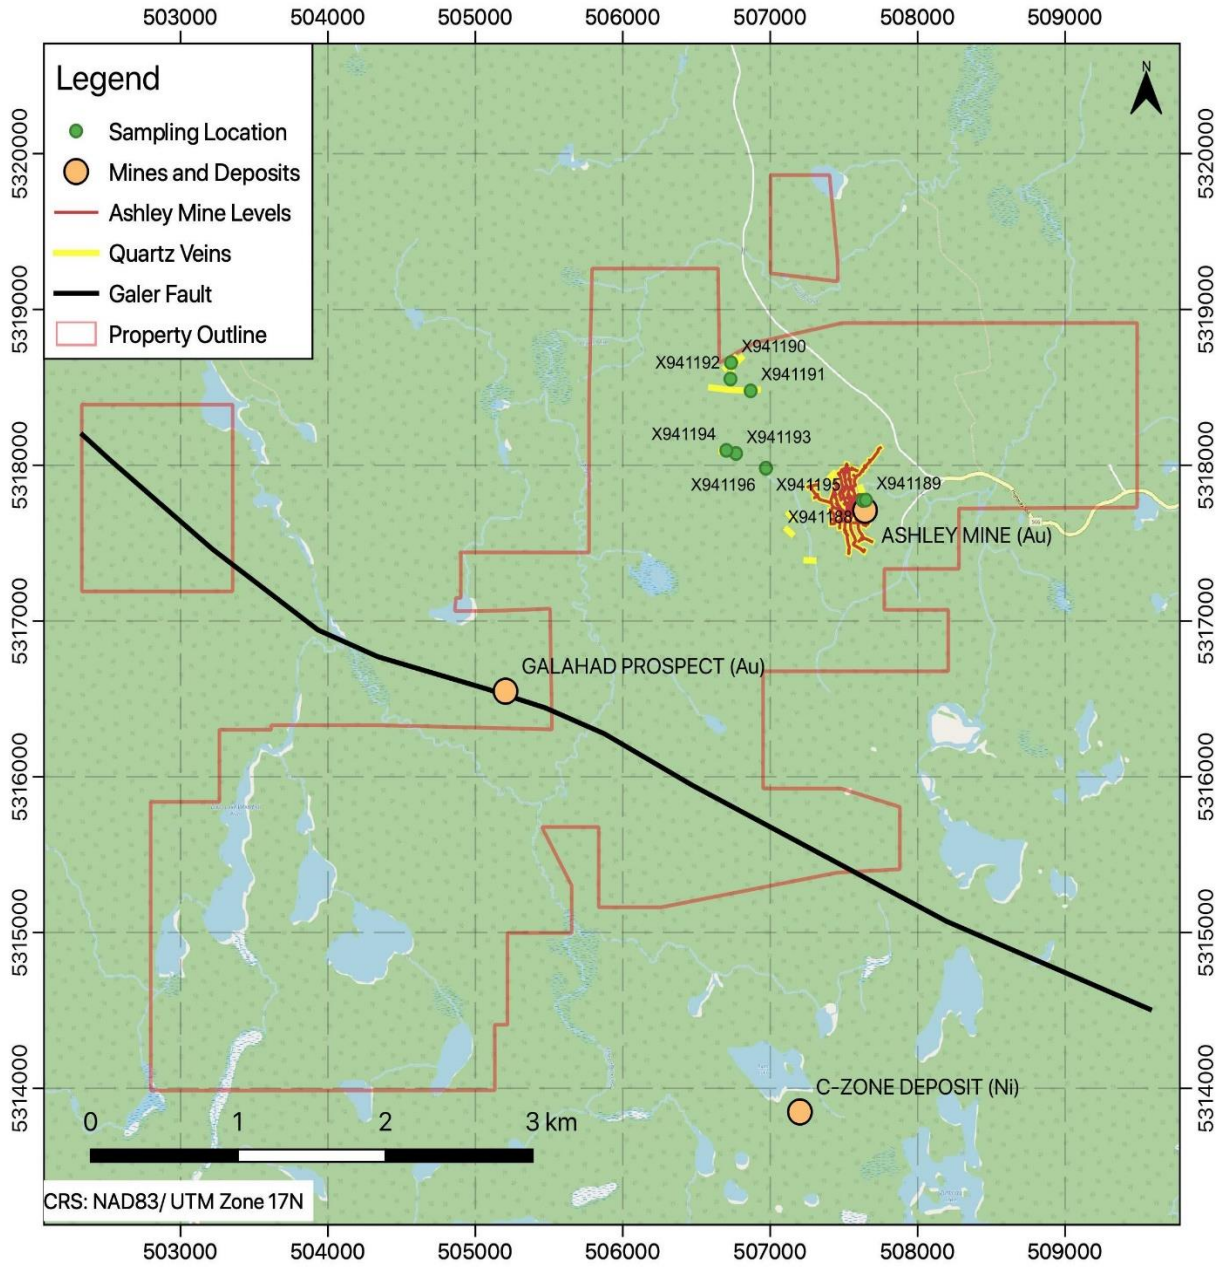 503000 504000 505000 506000 507000 508000 509000
N
Legend
Sampling Location
Mines and Deposits
Ashley Mine Levels
Quartz Veins
Galer Fault
Property Outline
5320000 5320000
5319000 5319000
X941190
X941192
X941191
X941194
X941193
5318000 5318000
X941196 X941195 X941189
X941188
ASHLEY MINE (Au)
5317000 5317000
GALAHAD PROSPECT (Au)
5316000 5316000
5315000 5315000
5314000 5314000
C-ZONE DEPOSIT (Ni)
0 1 2 3 km
CRS: NAD83/ UTM Zone 17N
503000 504000 505000 506000 507000 508000 509000